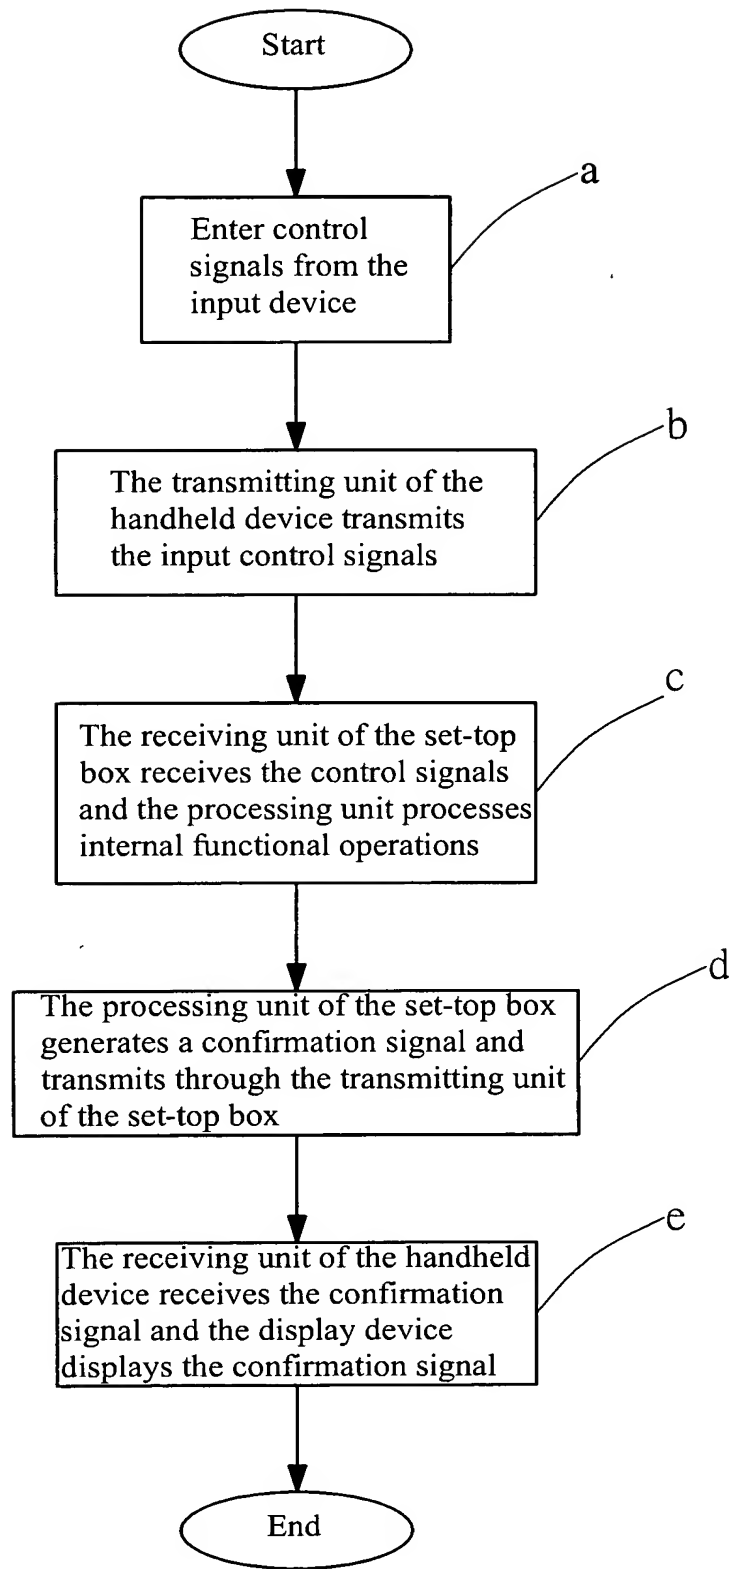 Start
a
Enter control
signals from the
input device
b
The transmitting unit of the
handheld device transmits
the input control signals
c
The receiving unit of the set-top
box receives the control signals
and the processing unit processes
internal functional operations
d
The processing unit of the set-top box
generates a confirmation signal and
transmits through the transmitting unit
of the set-top box
e
The receiving unit of the handheld
device receives the confirmation
signal and the display device
displays the confirmation signal
End